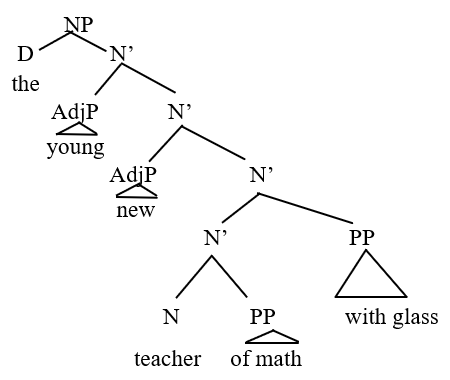 NP
D N’
the
AdjP N’
young
AdjP N’
new
N’ PP
N PP with glass
teacher of math